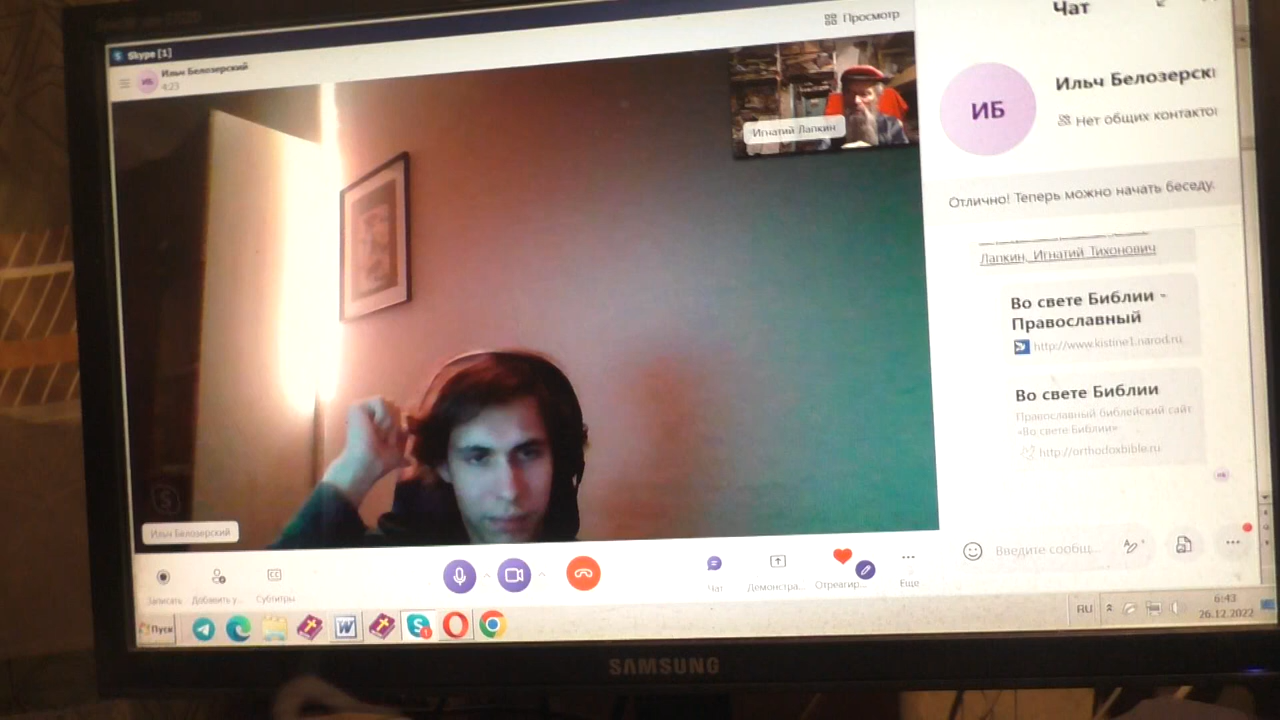 Skype [1]
Ильч Белозерский
4:23
ИБ
Просмотр
Игнатий Лапкин
Ильч Белозерский
Записать
Добавить у...
Субтитры
Чат
Демонстра...
Отреагир...
Еще
Чат
ИБ
Ильч Белозерск
Нет общих контакто
Отлично! Теперь можно начать беседу.
Лапкин, Игнатий Тихонович
Во свете Библии -
Православный
http://www.kistine1.narod.ru
Во свете Библии
Православный библейский сайт
«Во свете Библии»
http://orthodoxbible.ru
Введите сообщ...
Пуск
RU
6:43
26.12.2022
SAMSUNG